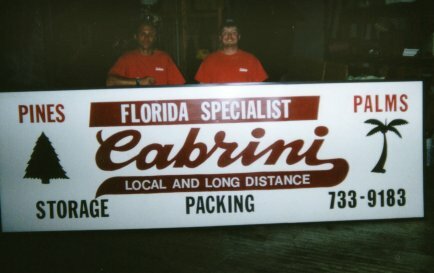 PINES
FLORIDA SPECIALIST
PALMS
Cabrini
LOCAL AND LONG DISTANCE
STORAGE
PACKING
733-9183